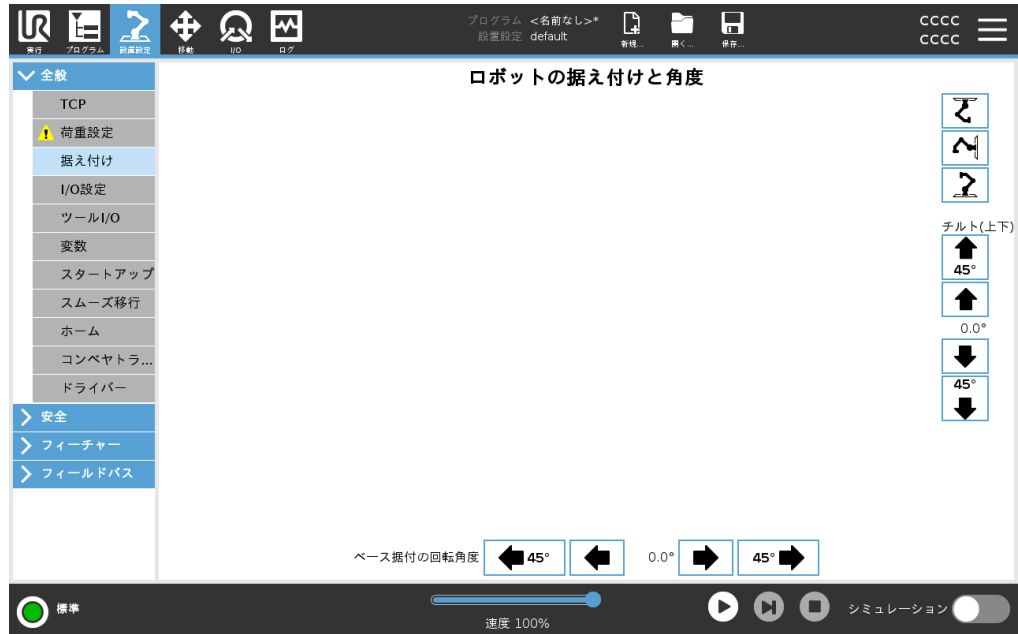 UR
実行
プログラム
設置設定
移動
I/O
ログ
プログラム <名前なし>*
設置設定 default
新規...
開く...
保存...
CCCC
CCCC
全般
TCP
荷重設定
据え付け
I/O設定
ツールI/O
変数
スタートアップ
スムーズ移行
ホーム
コンベヤトラ...
ドライバー
安全
フィーチャー
フィールドバス
ロボットの据え付けと角度
チルト(上下)
45°
0.0°
45°
ベース据付の回転角度
45°
0.0°
45°
標準
速度 100%
シミュレーション